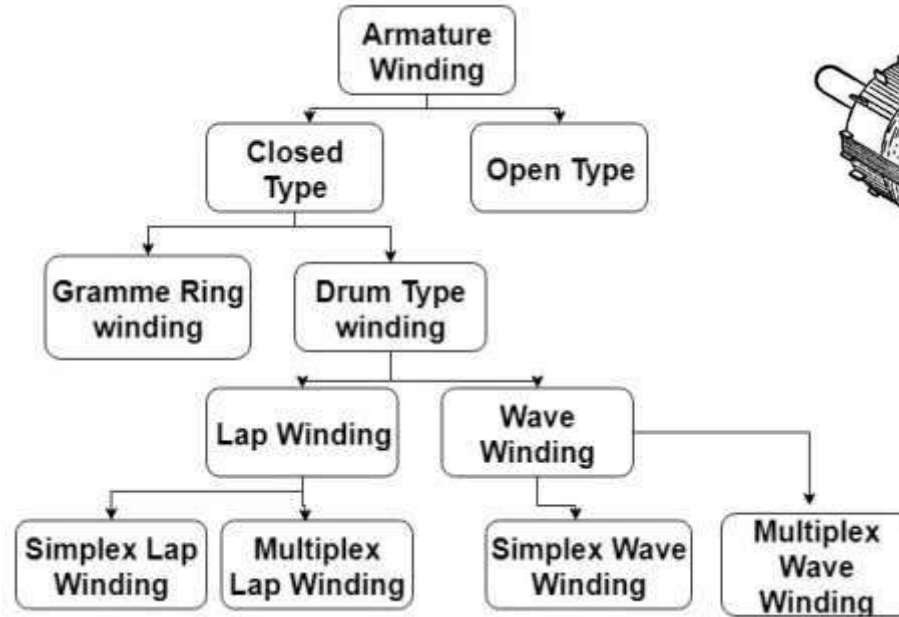 Armature
Winding
Closed
Type
Open Type
Gramme Ring
winding
Drum Type
winding
Lap Winding
Wave
Winding
Simplex Lap
Winding
Multiplex
Lap Winding
Simplex Wave
Winding
Multiplex
Wave
Winding